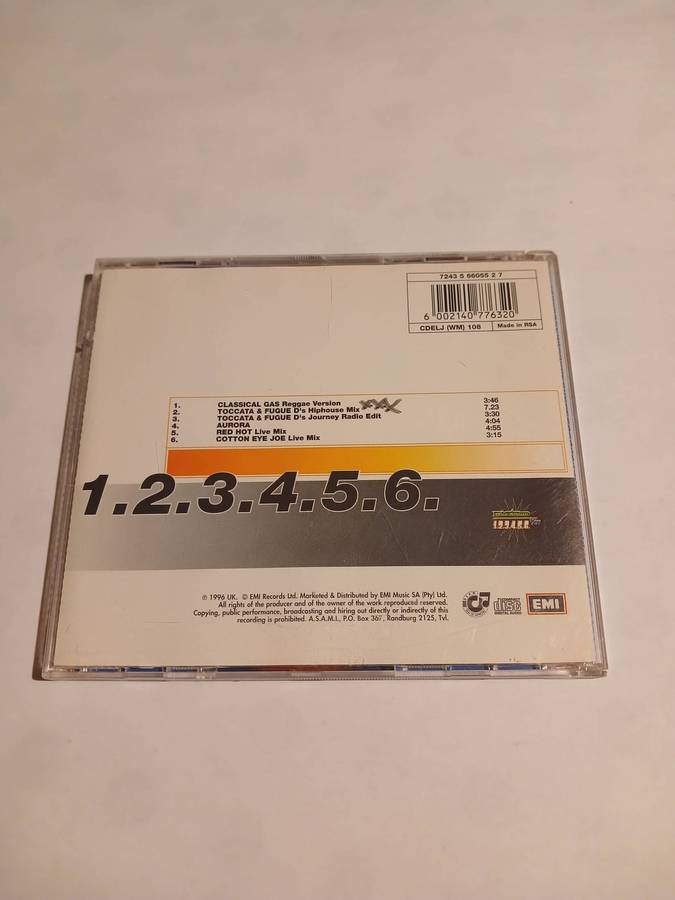 7243 5 66055 2 7
6 002140 776320
CDELJ (WM) 108 Made in RSA
1. CLASSICAL GAS Reggae Version 3:46
2. TOCCATA & FUGUE D's Hiphouse Mix XXX 7.23
3. TOCCATA & FUGUE D's Journey Radio Edit 3:30
4. AURORA 4:04
5. RED HOT Live Mix 4:55
6. COTTON EYE JOE Live Mix 3:15
1.2.3.4.5.6.
℗ 1996 UK. © EMI Records Ltd. Marketed & Distributed by EMI Music SA (Pty) Ltd.
All rights of the producer and of the owner of the work reproduced reserved.
Copying, public performance, broadcasting and hiring out directly or indirectly of this
recording is prohibited. A.S.A.M.I., P.O. Box 367, Randburg 2125, Tvl.
COMPACT
disc
DIGITAL AUDIO
EMI